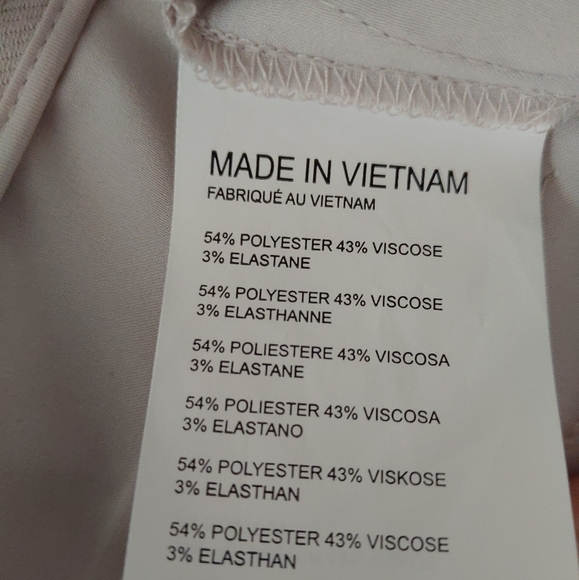 MADE IN VIETNAM
FABRIQUÉ AU VIETNAM
54% POLYESTER 43% VISCOSE
3% ELASTANE
54% POLYESTER 43% VISCOSE
3% ELASTHANNE
54% POLIESTERE 43% VISCOSA
3% ELASTANE
54% POLIESTER 43% VISCOSA
3% ELASTANO
54% POLYESTER 43% VISKOSE
3% ELASTHAN
54% POLYESTER 43% VISCOSE
3% ELASTHAN